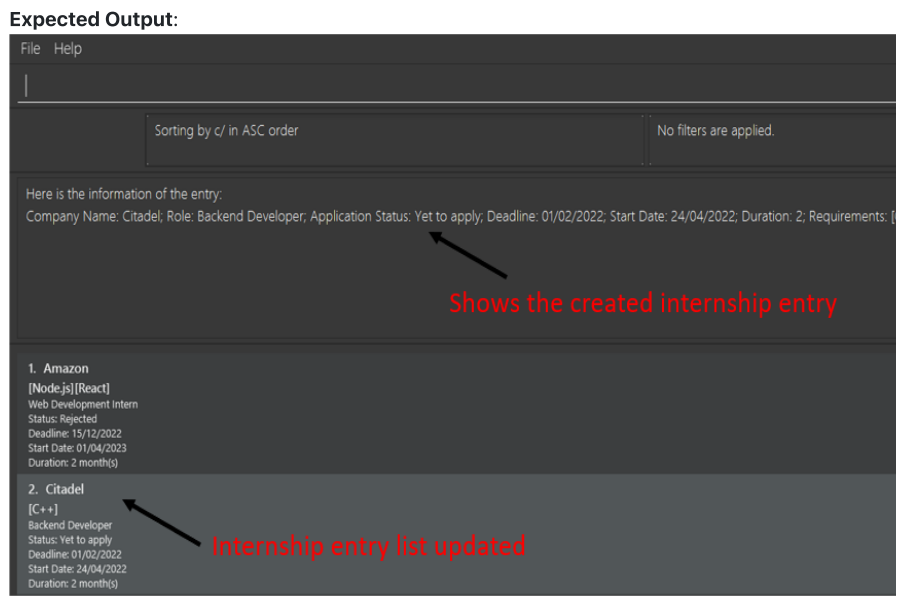 Expected Output:
File Help
Sorting by c/ in ASC order
No filters are applied.
Here is the information of the entry:
Company Name: Citadel; Role: Backend Developer; Application Status: Yet to apply; Deadline: 01/02/2022; Start Date: 24/04/2022; Duration: 2; Requirements: [
Shows the created internship entry
1. Amazon
[Node.js][React]
Web Development Intern
Status: Rejected
Deadline: 15/12/2022
Start Date: 01/04/2023
Duration: 2 month(s)
2. Citadel
[C++]
Backend Developer
Status: Yet to apply
Deadline: 01/02/2022
Start Date: 24/04/2022
Duration: 2 month(s)
Internship entry list updated